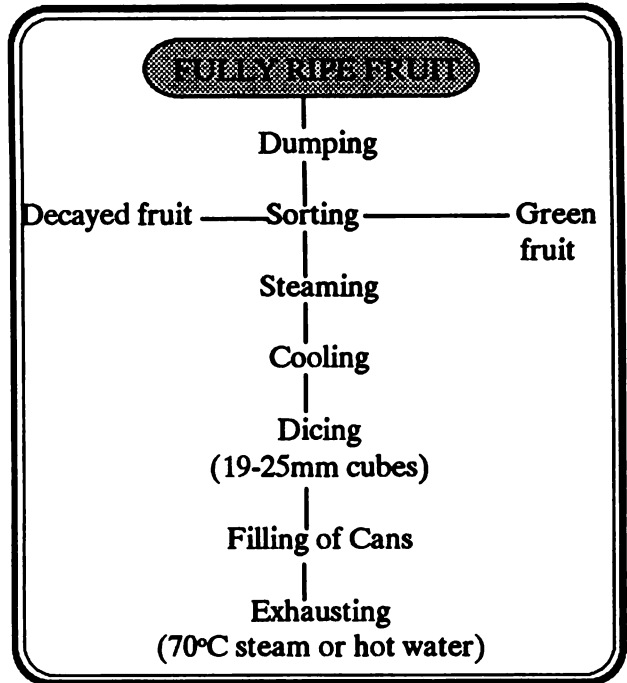 FULLY RIPE FRUIT
Dumping
Decayed fruit Sorting Green
fruit
Steaming
Cooling
Dicing
(19-25mm cubes)
Filling of Cans
Exhausting
(70°C steam or hot water)